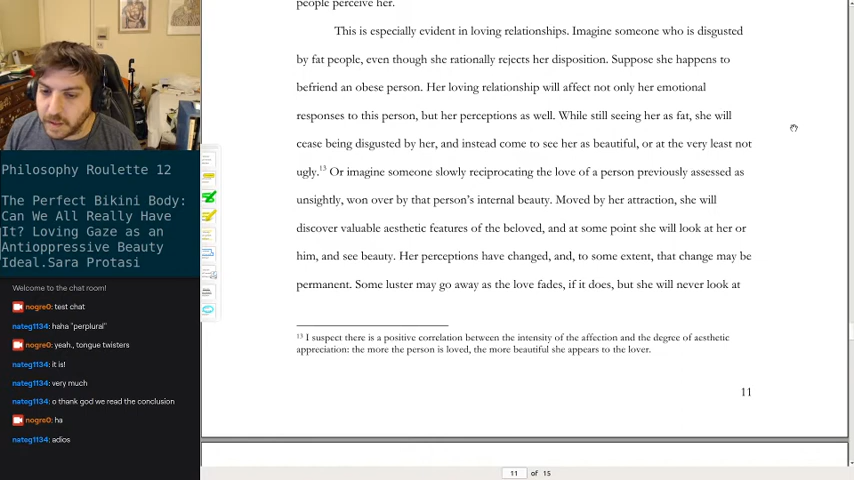 people perceive her.
This is especially evident in loving relationships. Imagine someone who is disgusted
by fat people, even though she rationally rejects her disposition. Suppose she happens to
befriend an obese person. Her loving relationship will affect not only her emotional
responses to this person, but her perceptions as well. While still seeing her as fat, she will
cease being disgusted by her, and instead come to see her as beautiful, or at the very least not
ugly.13 Or imagine someone slowly reciprocating the love of a person previously assessed as
unsightly, won over by that person's internal beauty. Moved by her attraction, she will
discover valuable aesthetic features of the beloved, and at some point she will look at her or
him, and see beauty. Her perceptions have changed, and, to some extent, that change may be
permanent. Some luster may go away as the love fades, if it does, but she will never look at
13 I suspect there is a positive correlation between the intensity of the affection and the degree of aesthetic
appreciation: the more the person is loved, the more beautiful she appears to the lover.
11
11 of 15
Philosophy Roulette 12
The Perfect Bikini Body:
Can We All Really Have
It? Loving Gaze as an
Antioppressive Beauty
Ideal.Sara Protasi
Welcome to the chat room!
nogre0: test chat
nateg1134: haha "perplural"
nogre0: yeah., tongue twisters
nateg1134: it is!
nateg1134: very much
nateg1134: o thank god we read the conclusion
nogre0: ha
nateg1134: adios